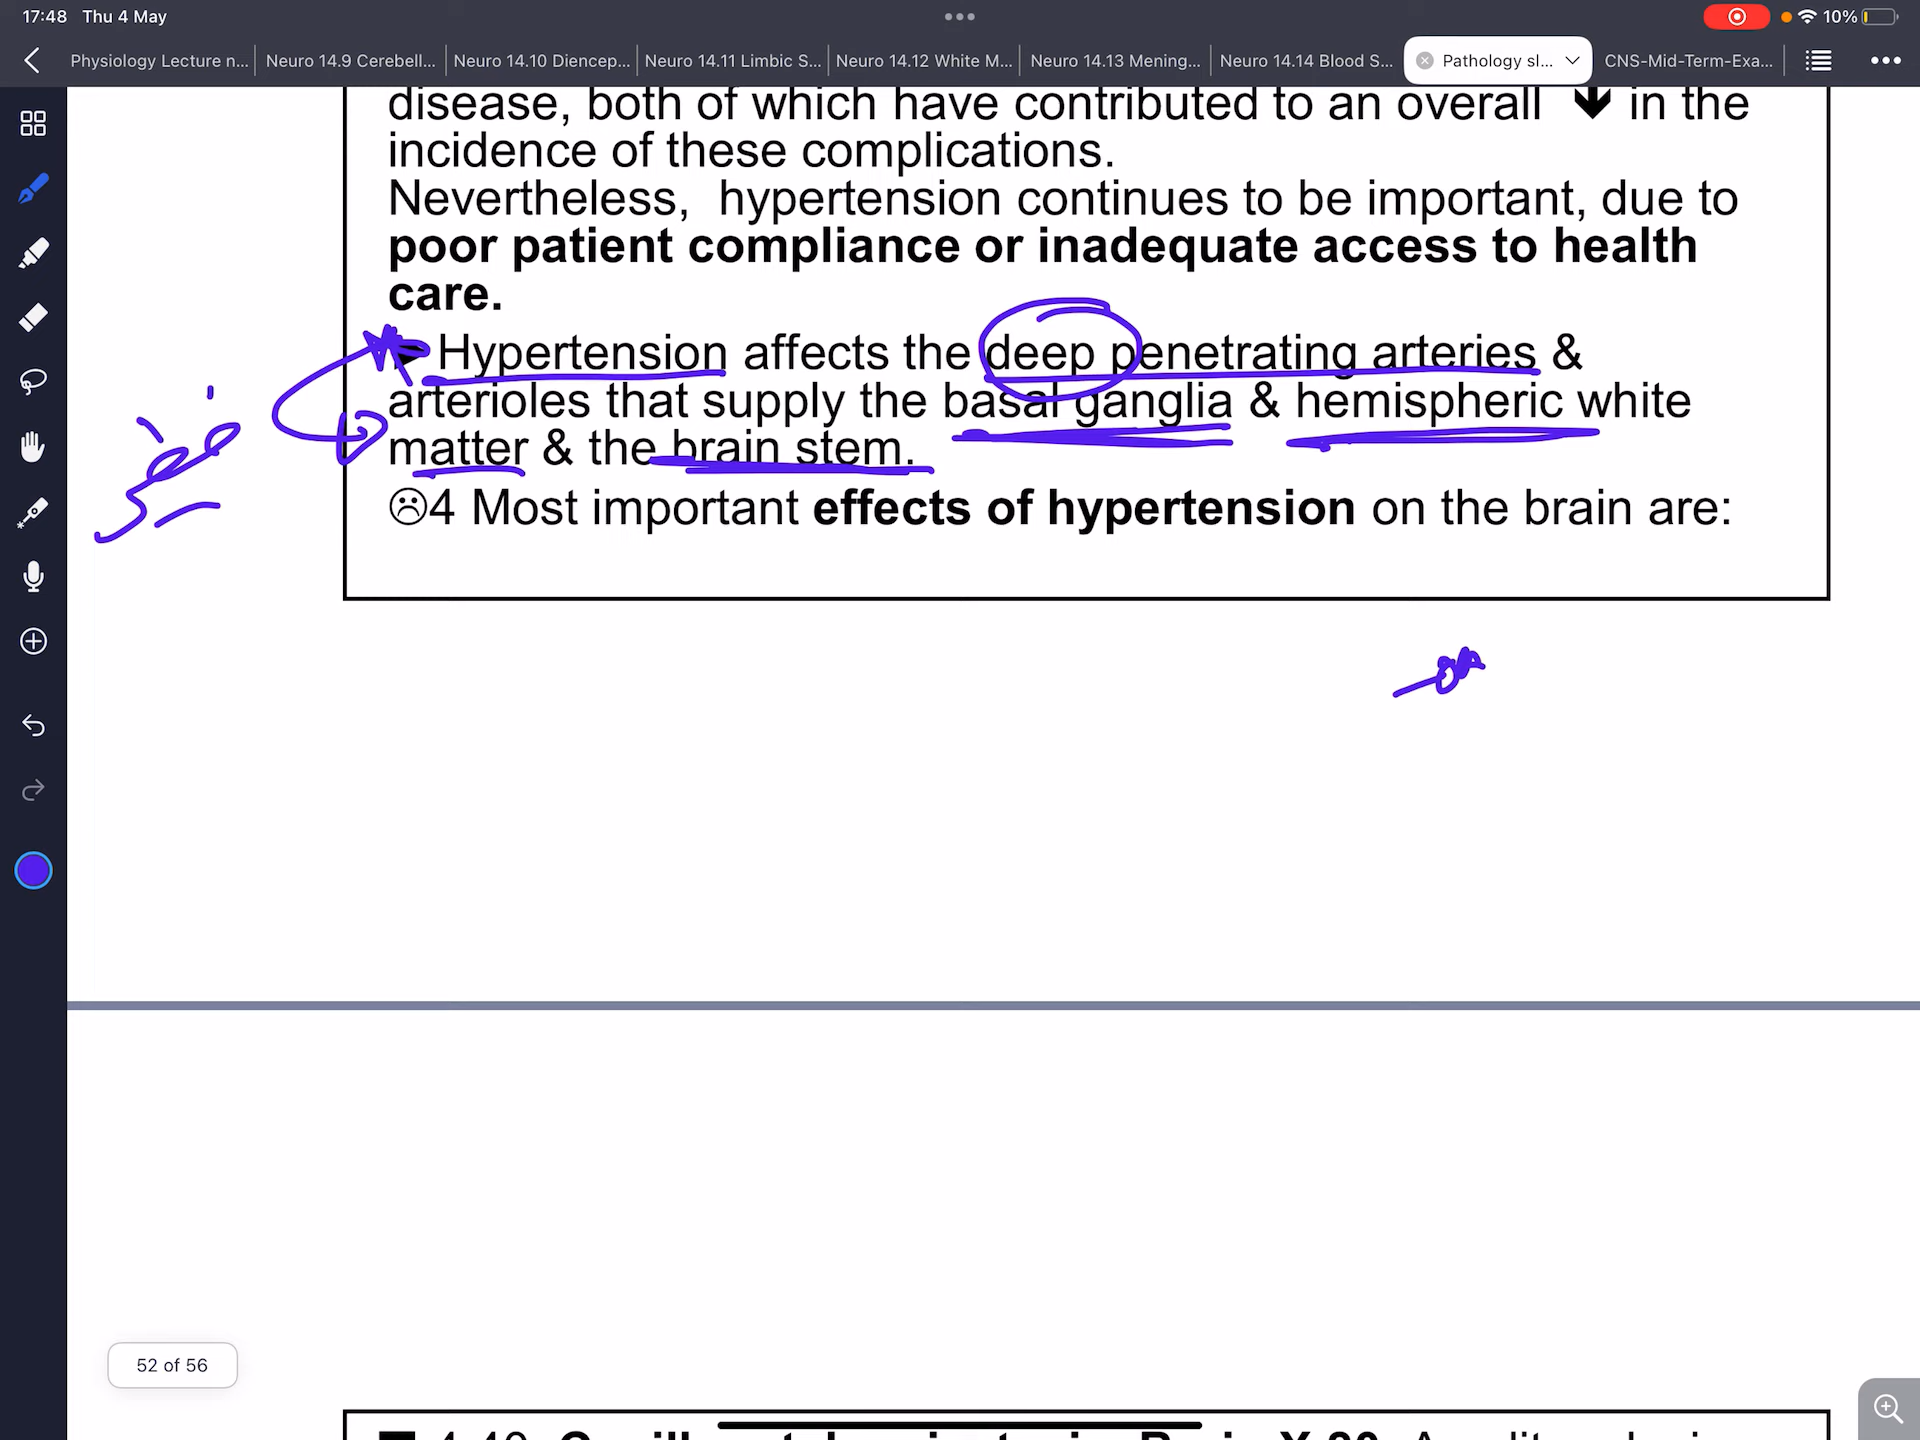 17:48 Thu 4 May
10%
Physiology Lecture n... Neuro 14.9 Cerebell... Neuro 14.10 Diencep... Neuro 14.11 Limbic S... Neuro 14.12 White M... Neuro 14.13 Mening... Neuro 14.14 Blood S... Pathology sl... CNS-Mid-Term-Exa...
disease, both of which have contributed to an overall 🡇 in the
incidence of these complications.
Nevertheless, hypertension continues to be important, due to
poor patient compliance or inadequate access to health
care.
Hypertension affects the deep penetrating arteries &
arterioles that supply the basal ganglia & hemispheric white
matter & the brain stem.
☹4 Most important effects of hypertension on the brain are:
52 of 56